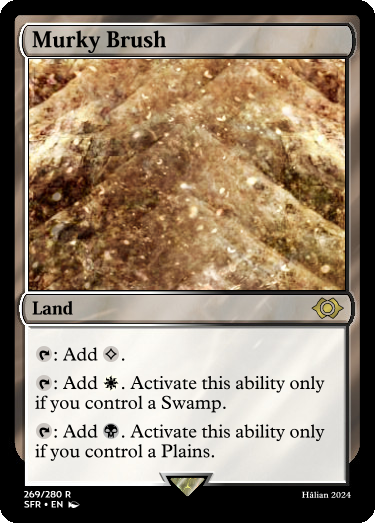 Murky Brush
Land
: Add .
: Add . Activate this ability only
if you control a Swamp.
: Add . Activate this ability only
if you control a Plains.
269/280 R
SFR • EN
Hălian 2024